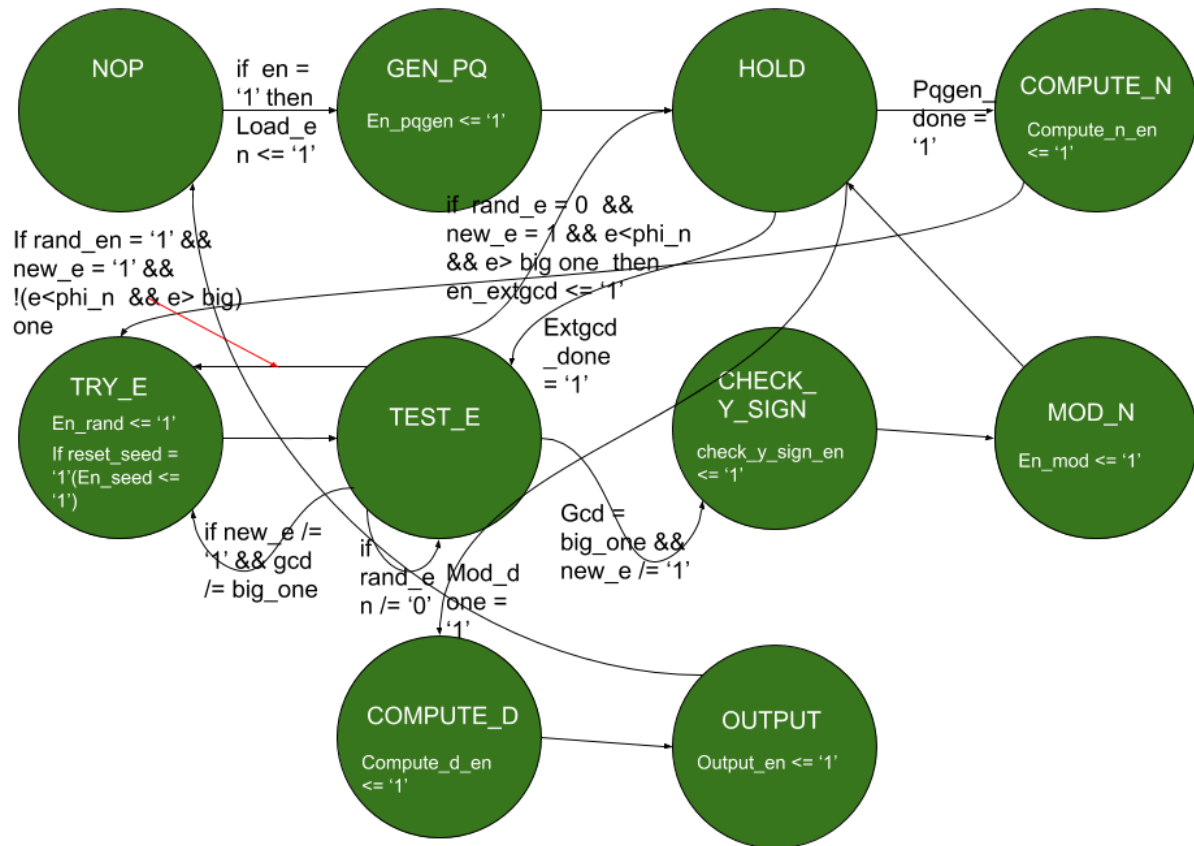 NOP
if  en =
‘1’ then
Load_e
n <= ‘1’
GEN_PQ
En_pqgen <= ‘1’
HOLD
Pqgen_
done =
‘1’
COMPUTE_N
Compute_n_en
<= ‘1’
If rand_en = ‘1’ &&
new_e = ‘1’ &&
!(e<phi_n  && e> big)
one
if  rand_e = 0  &&
new_e = 1 && e<phi_n
&& e> big one  then
en_extgcd <= ‘1’
Extgcd
_done
= ‘1’
TRY_E
En_rand <= ‘1’
If reset_seed =
‘1’(En_seed <=
‘1’)
TEST_E
CHECK_
Y_SIGN
check_y_sign_en
<= ‘1’
MOD_N
En_mod <= ‘1’
if new_e /=
‘1’ && gcd
/= big_one
if
rand_e
n /= ‘0’
Mod_d
one =
‘1’
Gcd =
big_one &&
new_e /= ‘1’
COMPUTE_D
Compute_d_en
<= ‘1’
OUTPUT
Output_en <= ‘1’